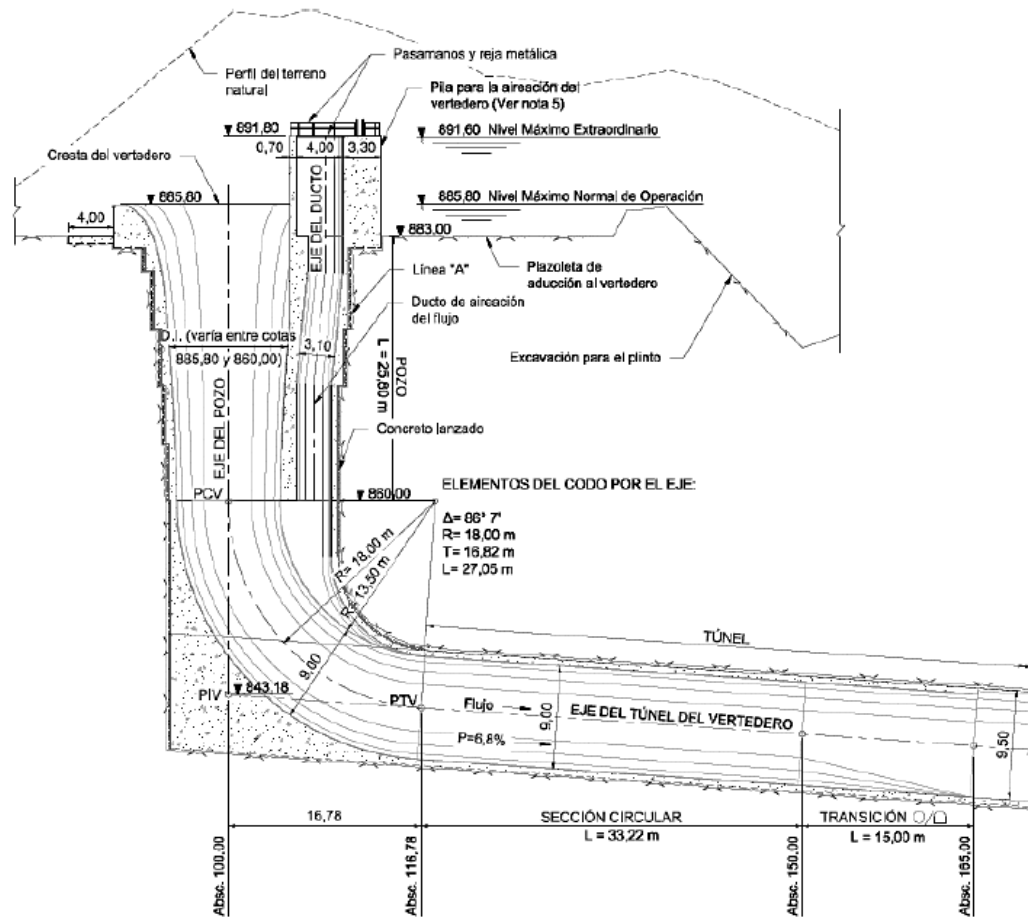 Pasamanos y reja metálica
Perfil del terreno
natural
Pila para la aireación del
vertedero (Ver nota 5)
891,80
891,60 Nivel Máximo Extraordinario
0,70
4,00
3,30
Cresta del vertedero
885,80
885,80 Nivel Máximo Normal de Operación
4,00
EJE DEL DUCTO
883,00
Línea "A"
Plazoleta de
aducción al vertedero
Ducto de aireación
del flujo
D.I. (varía entre cotas
885,80 y 860,00)
3,10
POZO
L = 25,80 m
Excavación para el plinto
EJE DEL POZO
Concreto lanzado
PCV
860,00
ELEMENTOS DEL CODO POR EL EJE:
Δ= 86° 7'
R= 18,00 m
T= 16,82 m
L= 27,05 m
R= 18,00 m
R= 13,50 m
TÚNEL
9,00
PIV
843,18
PTV
Flujo
9,00
EJE DEL TÚNEL DEL VERTEDERO
P=6,8%
9,50
16,78
SECCIÓN CIRCULAR
L = 33,22 m
TRANSICIÓN
L = 15,00 m
Absc. 100,00
Absc. 116,78
Absc. 150,00
Absc. 165,00